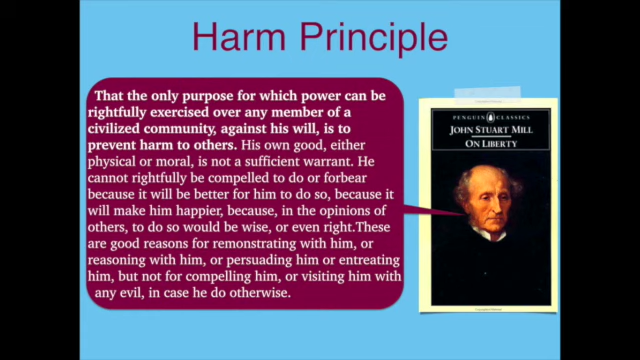 Harm Principle
That the only purpose for which power can be
rightfully exercised over any member of a
civilized community, against his will, is to
prevent harm to others. His own good, either
physical or moral, is not a sufficient warrant. He
cannot rightfully be compelled to do or forbear
because it will be better for him to do so, because it
will make him happier, because, in the opinions of
others, to do so would be wise, or even right.These
are good reasons for remonstrating with him, or
reasoning with him, or persuading him or entreating
him, but not for compelling him, or visiting him with
any evil, in case he do otherwise.
PENGUIN CLASSICS
JOHN STUART MILL
ON LIBERTY